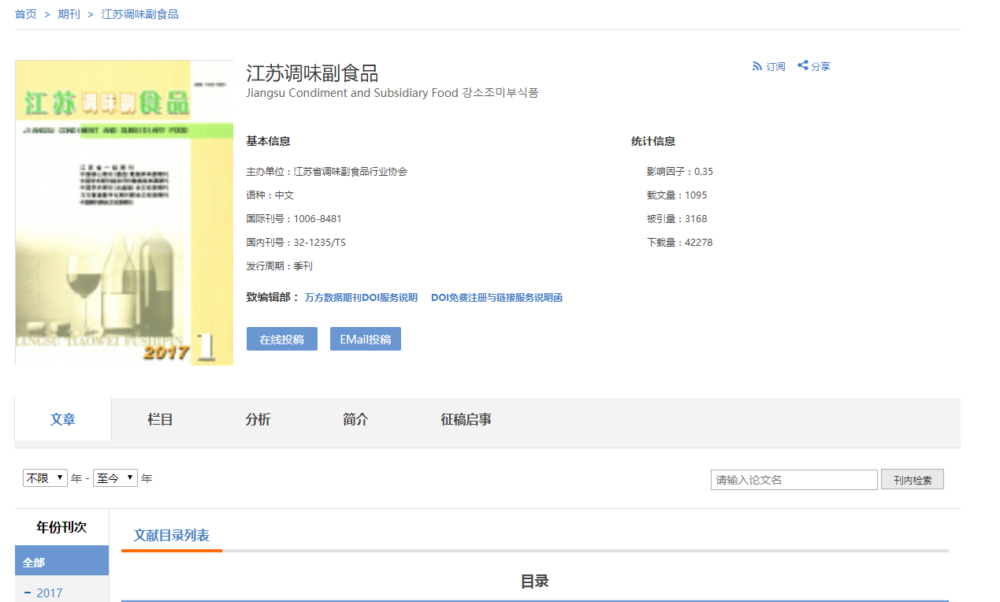 首页 > 期刊 > 江苏调味副食品
江苏调味副食品
JIANGSU CONDIMENT AND SUBSIDIARY FOOD
江苏省一级期刊
JIANGSU TIAOWEI FUSHIPIN
2017 1
江苏调味副食品
订阅 分享
Jiangsu Condiment and Subsidiary Food 강소조미부식품
基本信息
主办单位：江苏省调味副食品行业协会
语种：中文
国际刊号：1006-8481
国内刊号：32-1235/TS
发行周期：季刊
统计信息
影响因子：0.35
载文量：1095
被引量：3168
下载量：42278
致编辑部： 万方数据期刊DOI服务说明 DOI免费注册与链接服务说明函
在线投稿 EMail投稿
文章 栏目 分析 简介 征稿启事
不限 年 - 至今 年 请输入论文名 刊内检索
年份刊次
全部
2017
文献目录列表
目录